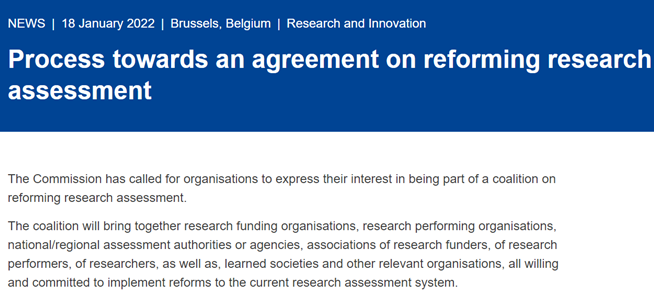 NEWS | 18 January 2022 | Brussels, Belgium | Research and Innovation
Process towards an agreement on reforming research
assessment
The Commission has called for organisations to express their interest in being part of a coalition on
reforming research assessment.
The coalition will bring together research funding organisations, research performing organisations,
national/regional assessment authorities or agencies, associations of research funders, of research
performers, of researchers, as well as, learned societies and other relevant organisations, all willing
and committed to implement reforms to the current research assessment system.